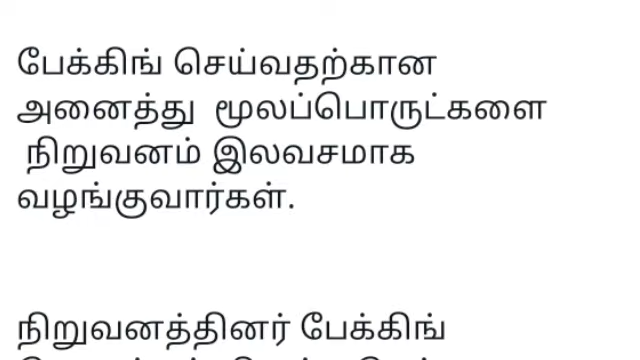 பேக்கிங் செய்வதற்கான
அனைத்து மூலப்பொருட்களை
நிறுவனம் இலவசமாக
வழங்குவார்கள்.
நிறுவனத்தினர் பேக்கிங்